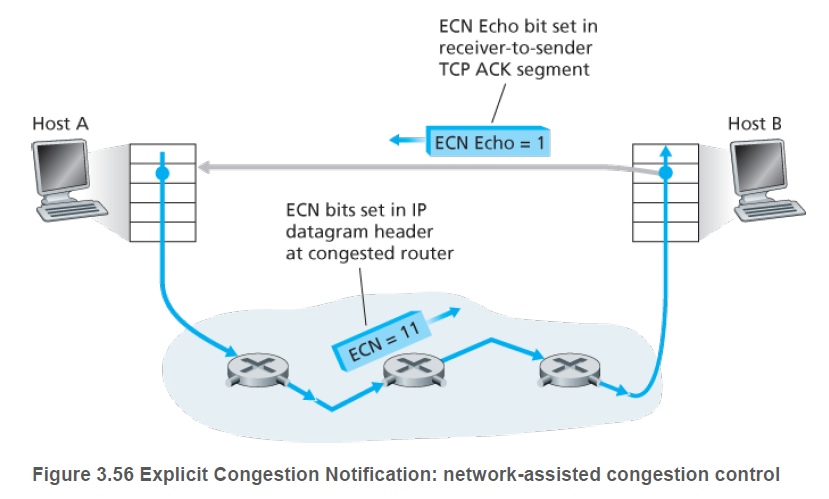 ECN Echo bit set in
receiver-to-sender
TCP ACK segment
Host A
Host B
ECN Echo = 1
ECN bits set in IP
datagram header
at congested router
ECN = 11
Figure 3.56 Explicit Congestion Notification: network-assisted congestion control